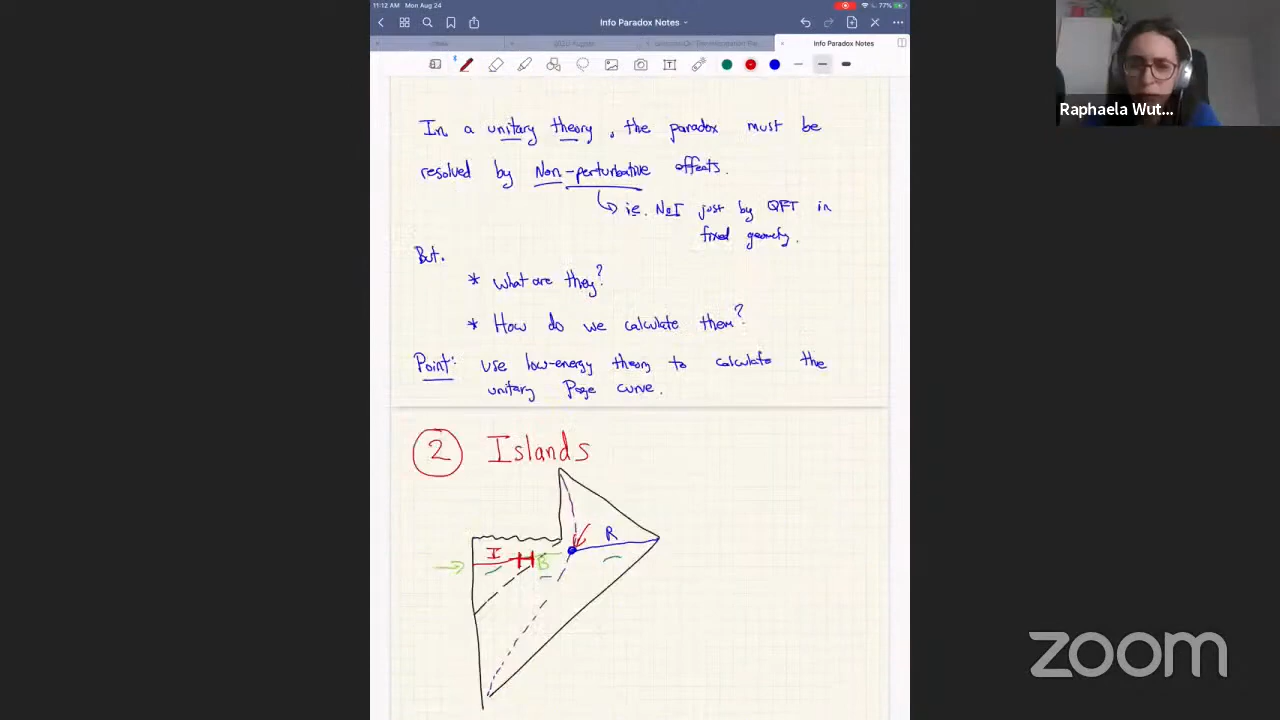 11:12 AM Mon Aug 24
77%
Info Paradox Notes
Info Paradox Notes
In a unitary theory, the paradox must be
resolved by Non-perturbative effects.
ie. Not just by QFT in
fixed geometry.
But.
* What are they?
* How do we calculate them?
Point: use low-energy theory to calculate the
unitary Page curve.
2 Islands
I
B
R
Raphaela Wut...
zoom